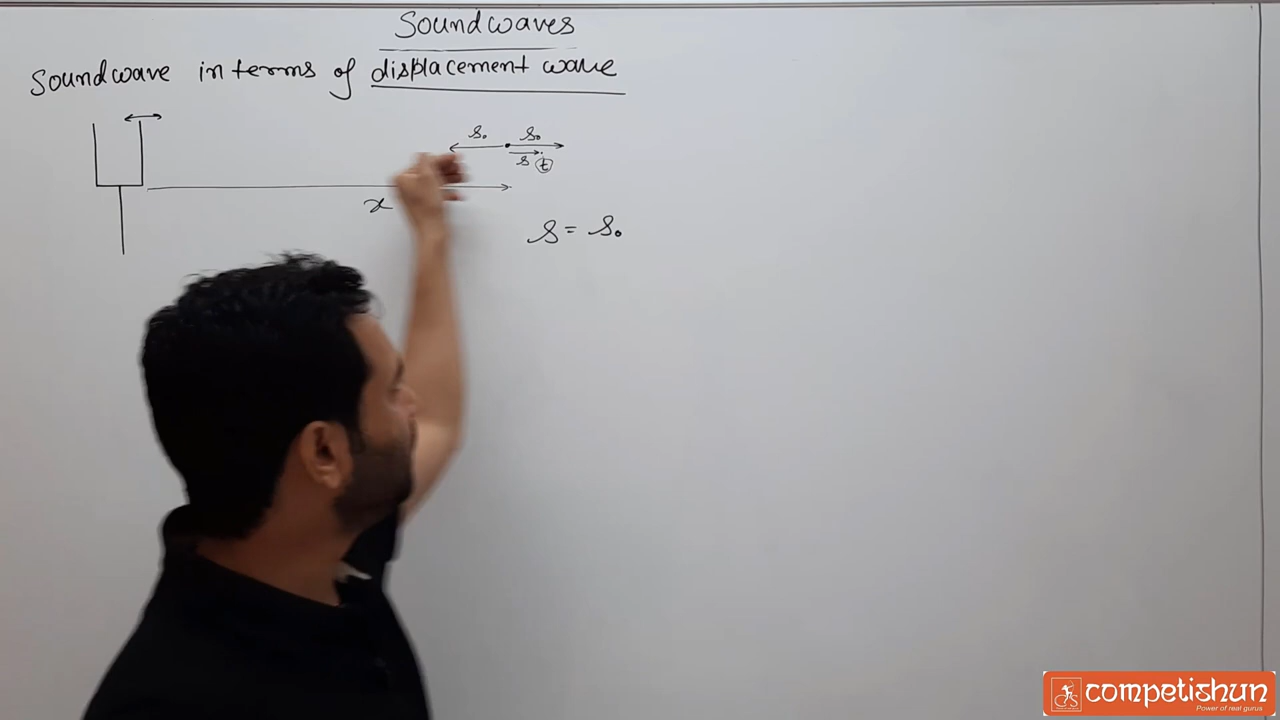 Soundwaves
Soundwave in terms of displacement wave
s₀ s₀
s t
x
s = s₀
competishun
Power of real gurus